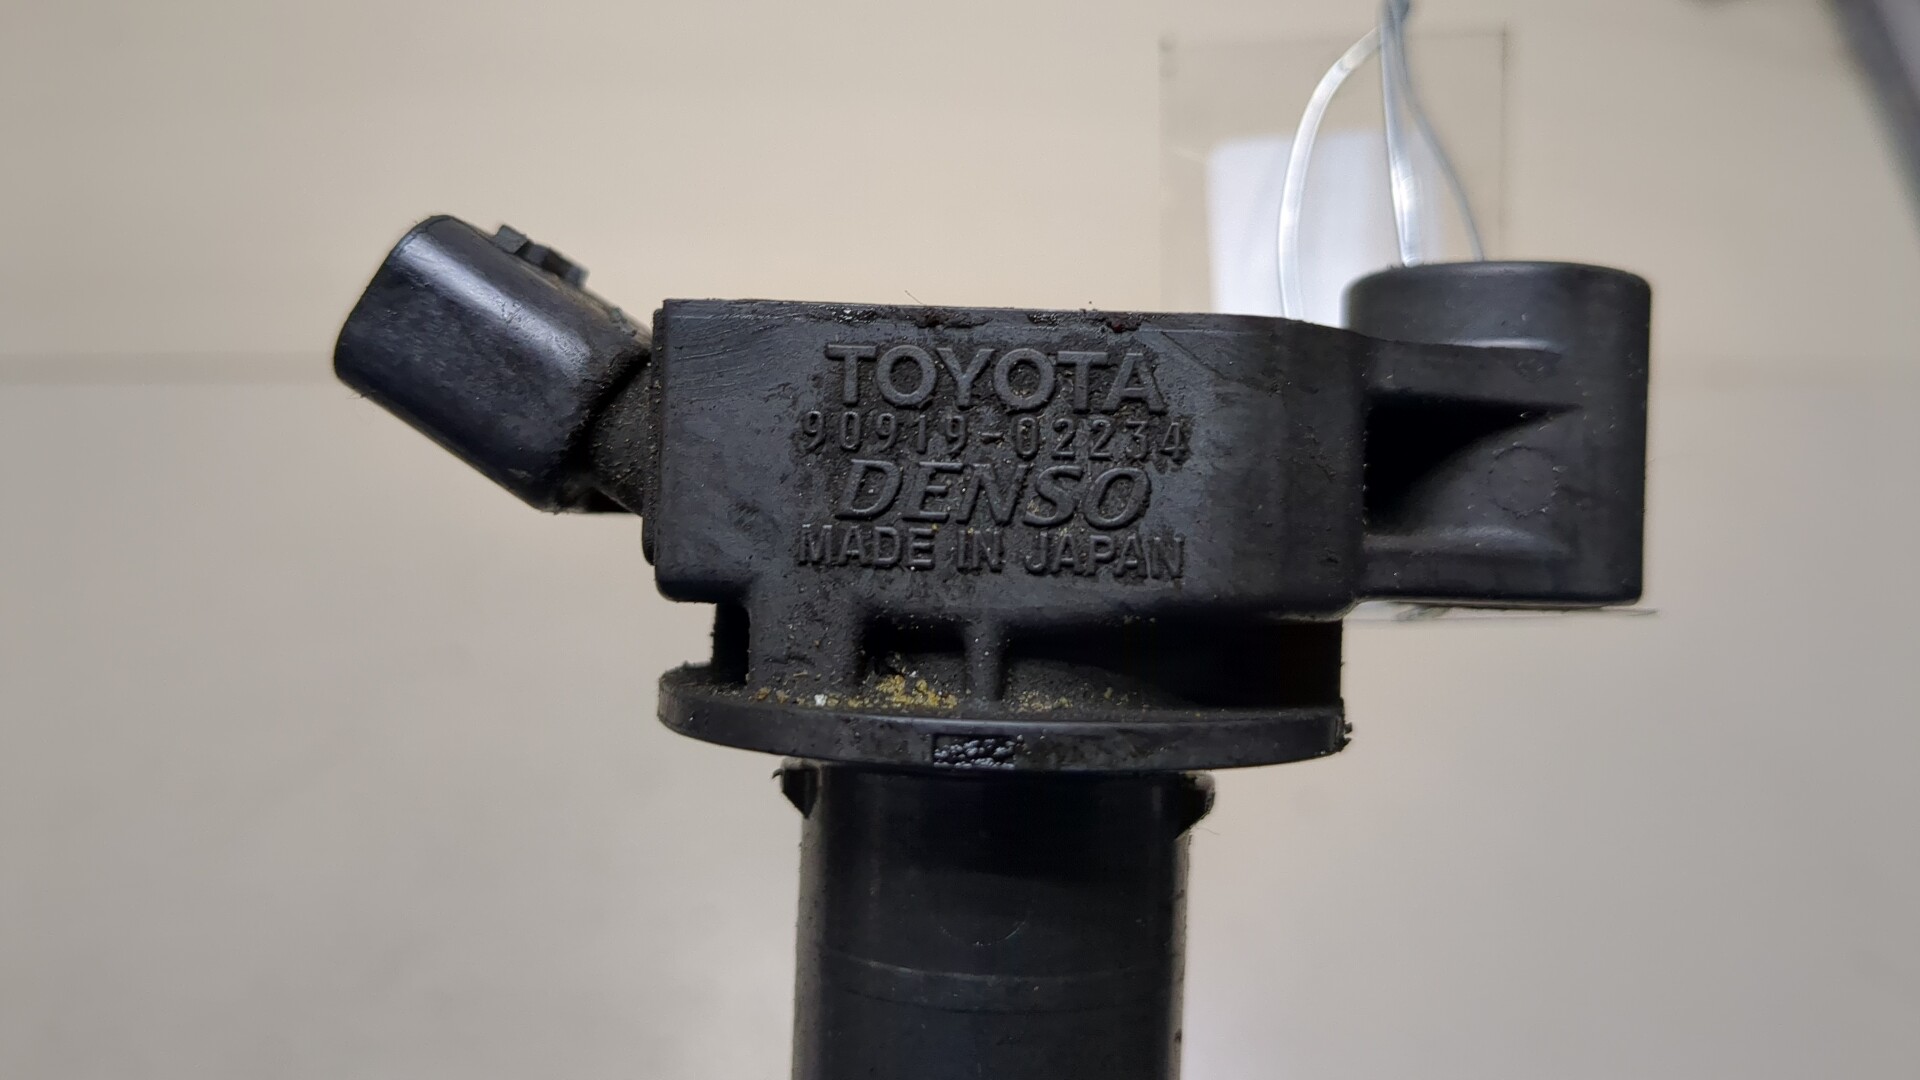 TOYOTA
90919-02234
DENSO
MADE IN JAPAN